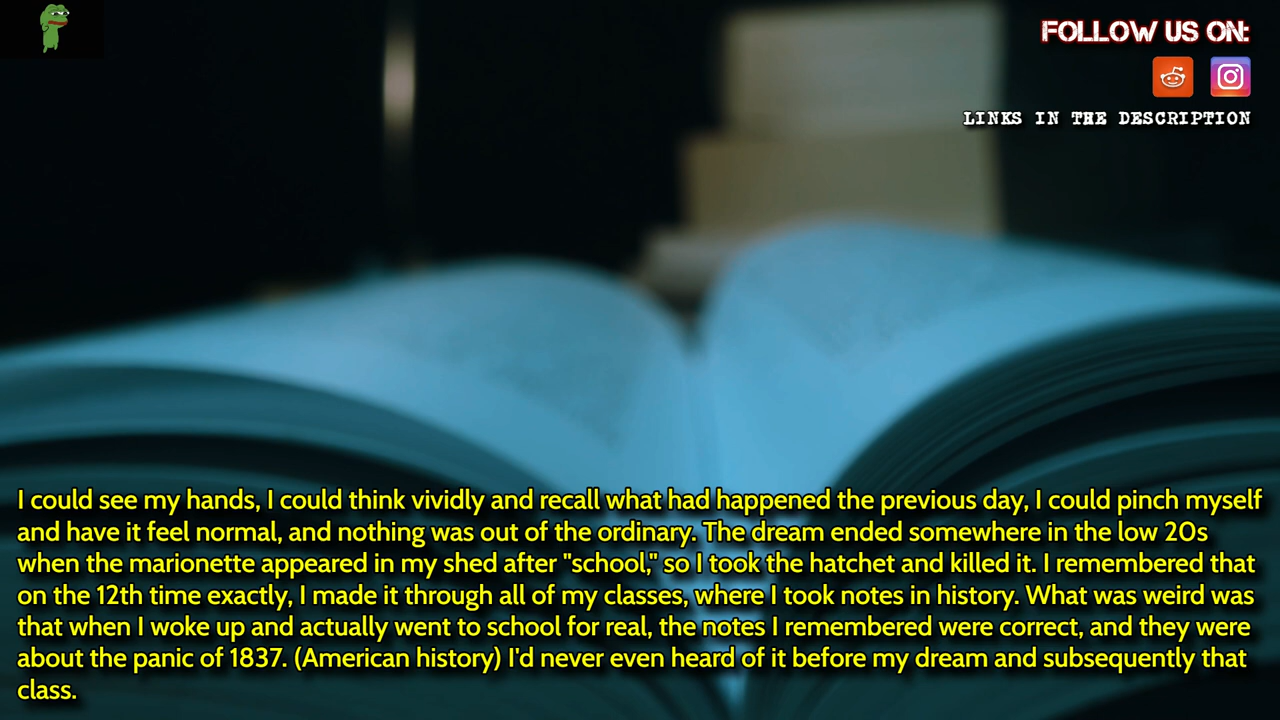 FOLLOW US ON:
LINKS IN THE DESCRIPTION
I could see my hands, I could think vividly and recall what had happened the previous day, I could pinch myself
and have it feel normal, and nothing was out of the ordinary. The dream ended somewhere in the low 20s
when the marionette appeared in my shed after "school," so I took the hatchet and killed it. I remembered that
on the 12th time exactly, I made it through all of my classes, where I took notes in history. What was weird was
that when I woke up and actually went to school for real, the notes I remembered were correct, and they were
about the panic of 1837. (American history) I'd never even heard of it before my dream and subsequently that
class.